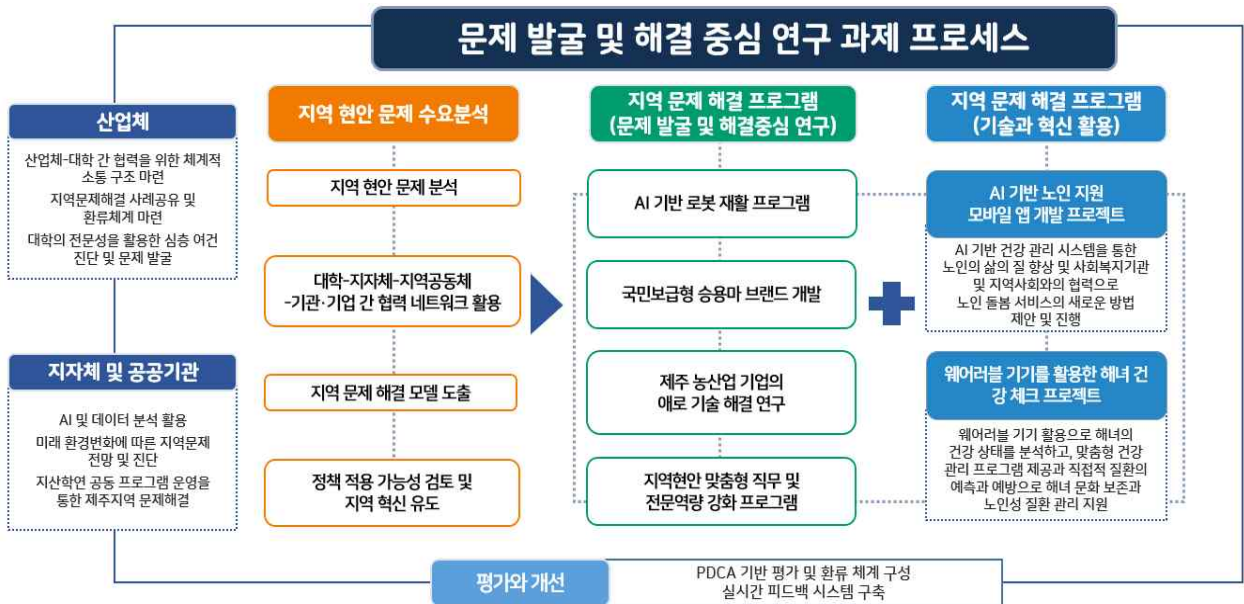 문제 발굴 및 해결 중심 연구 과제 프로세스
산업체
산업체-대학 간 협력을 위한 체계적
소통 구조 마련
지역문제해결 사례공유 및
환류체계 마련
대학의 전문성을 활용한 심층 여건
진단 및 문제 발굴
지자체 및 공공기관
AI 및 데이터 분석 활용
미래 환경변화에 따른 지역문제
전망 및 진단
지산학연 공동 프로그램 운영을
통한 제주지역 문제해결
지역 현안 문제 수요분석
지역 현안 문제 분석
대학-지자체-지역공동체
-기관·기업 간 협력 네트워크 활용
지역 문제 해결 모델 도출
정책 적용 가능성 검토 및
지역 혁신 유도
지역 문제 해결 프로그램
(문제 발굴 및 해결중심 연구)
AI 기반 로봇 재활 프로그램
국민보급형 승용마 브랜드 개발
제주 농산업 기업의
애로 기술 해결 연구
지역현안 맞춤형 직무 및
전문역량 강화 프로그램
지역 문제 해결 프로그램
(기술과 혁신 활용)
AI 기반 노인 지원
모바일 앱 개발 프로젝트
AI 기반 건강 관리 시스템을 통한
노인의 삶의 질 향상 및 사회복지기관
및 지역사회와의 협력으로
노인 돌봄 서비스의 새로운 방법
제안 및 진행
웨어러블 기기를 활용한 해녀 건
강 체크 프로젝트
웨어러블 기기 활용으로 해녀의
건강 상태를 분석하고, 맞춤형 건강
관리 프로그램 제공과 직접적 질환의
예측과 예방으로 해녀 문화 보존과
노인성 질환 관리 지원
평가와 개선
PDCA 기반 평가 및 환류 체계 구성
실시간 피드백 시스템 구축